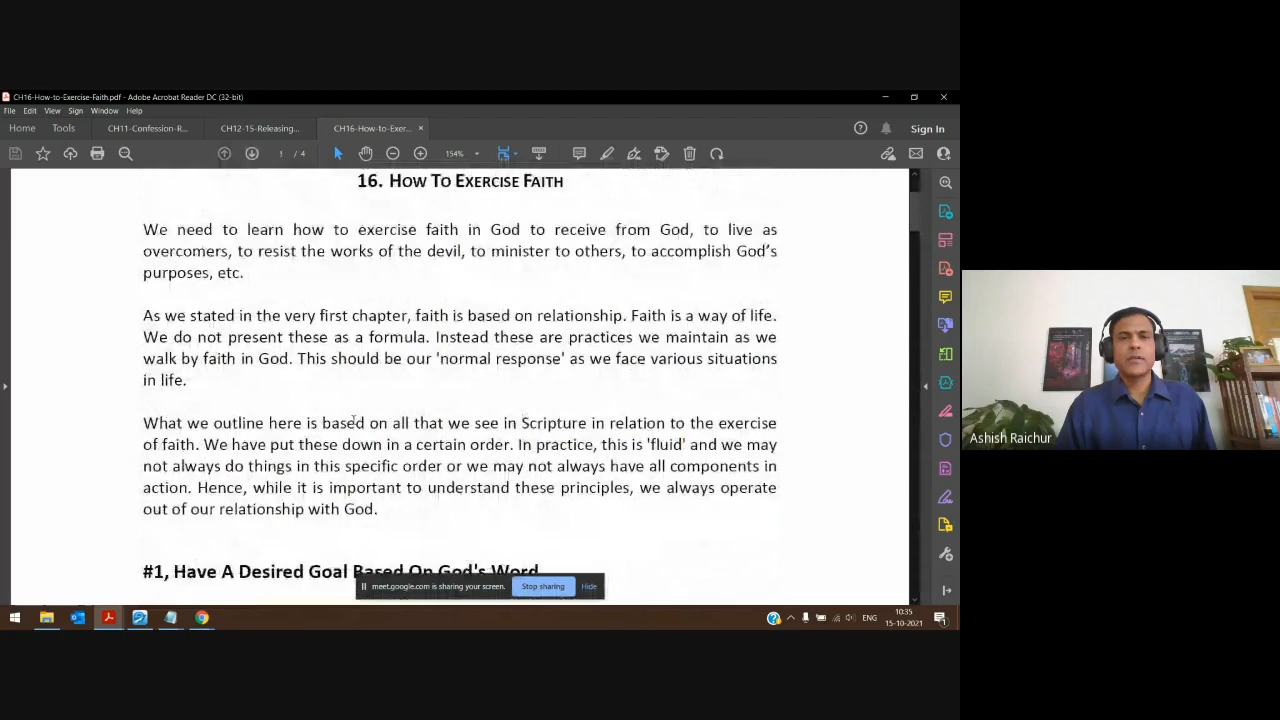 CH16-How-to-Exercise-Faith.pdf - Adobe Acrobat Reader DC (32-bit)
File Edit View Sign Window Help
Home Tools CH11-Confession-R... CH12-15-Releasing... CH16-How-to-Exer... × Sign In
1 / 4 154%
16. HOW TO EXERCISE FAITH
We need to learn how to exercise faith in God to receive from God, to live as
overcomers, to resist the works of the devil, to minister to others, to accomplish God's
purposes, etc.
As we stated in the very first chapter, faith is based on relationship. Faith is a way of life.
We do not present these as a formula. Instead these are practices we maintain as we
walk by faith in God. This should be our 'normal response' as we face various situations
in life.
What we outline here is based on all that we see in Scripture in relation to the exercise
of faith. We have put these down in a certain order. In practice, this is 'fluid' and we may
not always do things in this specific order or we may not always have all components in
action. Hence, while it is important to understand these principles, we always operate
out of our relationship with God.
#1, Have A Desired Goal Based On God's Word
meet.google.com is sharing your screen. Stop sharing Hide
ENG
10:35
15-10-2021
Ashish Raichur